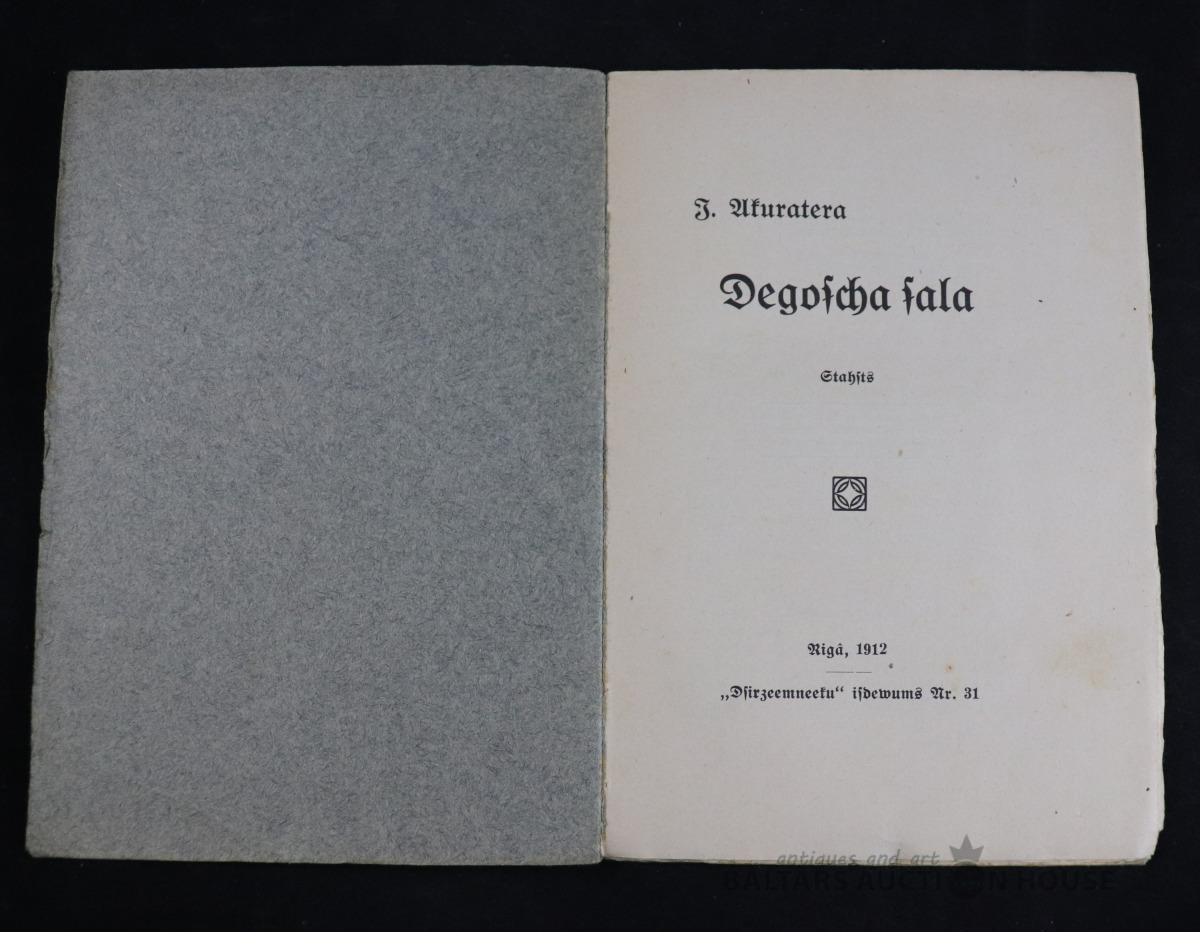 J. Akuratera
Degoſcha ſala
Stahſts
Rigâ, 1912
„Dſirzeemneeku“ iſdewums Nr. 31
antiques and art
BALTARS AUCTION HOUSE